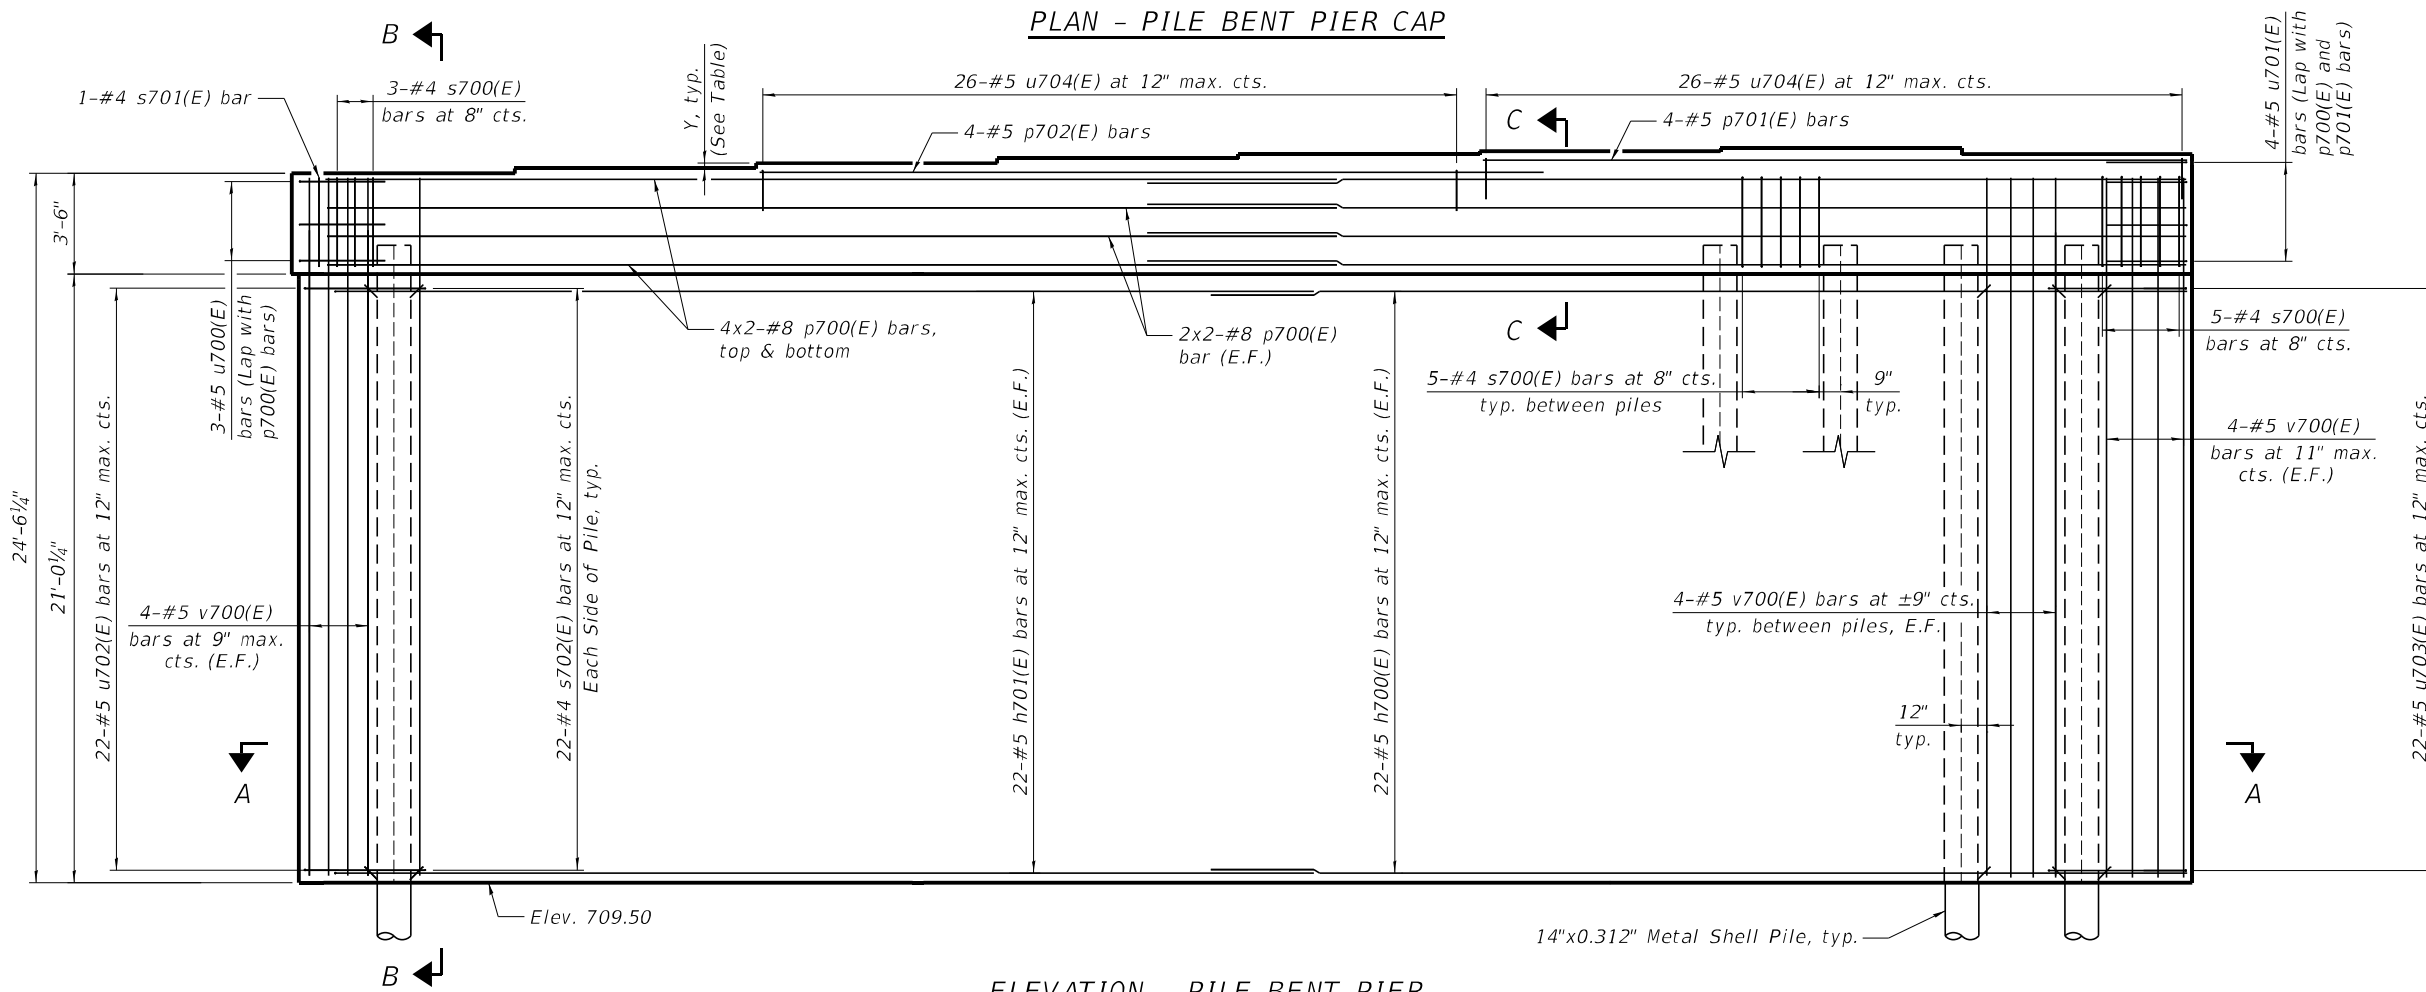 PLAN - PILE BENT PIER CAP
B
1-#4 s701(E) bar
3-#4 s700(E)
bars at 8" cts.
Y, typ.
(See Table)
26-#5 u704(E) at 12" max. cts.
4-#5 p702(E) bars
C
26-#5 u704(E) at 12" max. cts.
4-#5 p701(E) bars
4-#5 u701(E)
bars (Lap with
p700(E) and
p701(E) bars)
3'-6"
24'-6¼"
21'-0¼"
3-#5 u700(E)
bars (Lap with
p700(E) bars)
4x2-#8 p700(E) bars,
top & bottom
2x2-#8 p700(E)
bar (E.F.)
C
5-#4 s700(E)
bars at 8" cts.
5-#4 s700(E) bars at 8" cts.
typ. between piles
9"
typ.
22-#5 u702(E) bars at 12" max. cts.
22-#4 s702(E) bars at 12" max. cts.
Each Side of Pile, typ.
22-#5 h701(E) bars at 12" max. cts. (E.F.)
22-#5 h700(E) bars at 12" max. cts. (E.F.)
4-#5 v700(E)
bars at 11" max.
cts. (E.F.)
22-#5 u703(E) bars at 12" max. cts.
4-#5 v700(E)
bars at 9" max.
cts. (E.F.)
4-#5 v700(E) bars at ±9" cts.
typ. between piles, E.F.
12"
typ.
A
A
Elev. 709.50
14"x0.312" Metal Shell Pile, typ.
B
ELEVATION - PILE BENT PIER